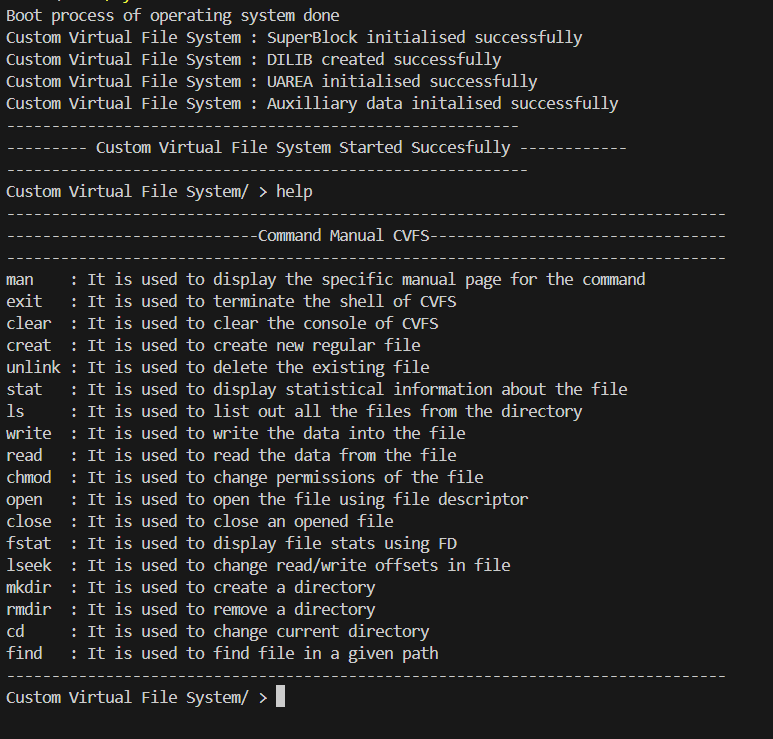 Boot process of operating system done
Custom Virtual File System : SuperBlock initialised successfully
Custom Virtual File System : DILIB created successfully
Custom Virtual File System : UAREA initialised successfully
Custom Virtual File System : Auxilliary data initalised successfully
---------------------------------------------------------
--------- Custom Virtual File System Started Succesfully ------------
----------------------------------------------------------
Custom Virtual File System/ > help
--------------------------------------------------------------------------------
----------------------------Command Manual CVFS---------------------------------
--------------------------------------------------------------------------------
man    : It is used to display the specific manual page for the command
exit   : It is used to terminate the shell of CVFS
clear  : It is used to clear the console of CVFS
creat  : It is used to create new regular file
unlink : It is used to delete the existing file
stat   : It is used to display statistical information about the file
ls     : It is used to list out all the files from the directory
write  : It is used to write the data into the file
read   : It is used to read the data from the file
chmod  : It is used to change permissions of the file
open   : It is used to open the file using file descriptor
close  : It is used to close an opened file
fstat  : It is used to display file stats using FD
lseek  : It is used to change read/write offsets in file
mkdir  : It is used to create a directory
rmdir  : It is used to remove a directory
cd     : It is used to change current directory
find   : It is used to find file in a given path
--------------------------------------------------------------------------------
Custom Virtual File System/ >